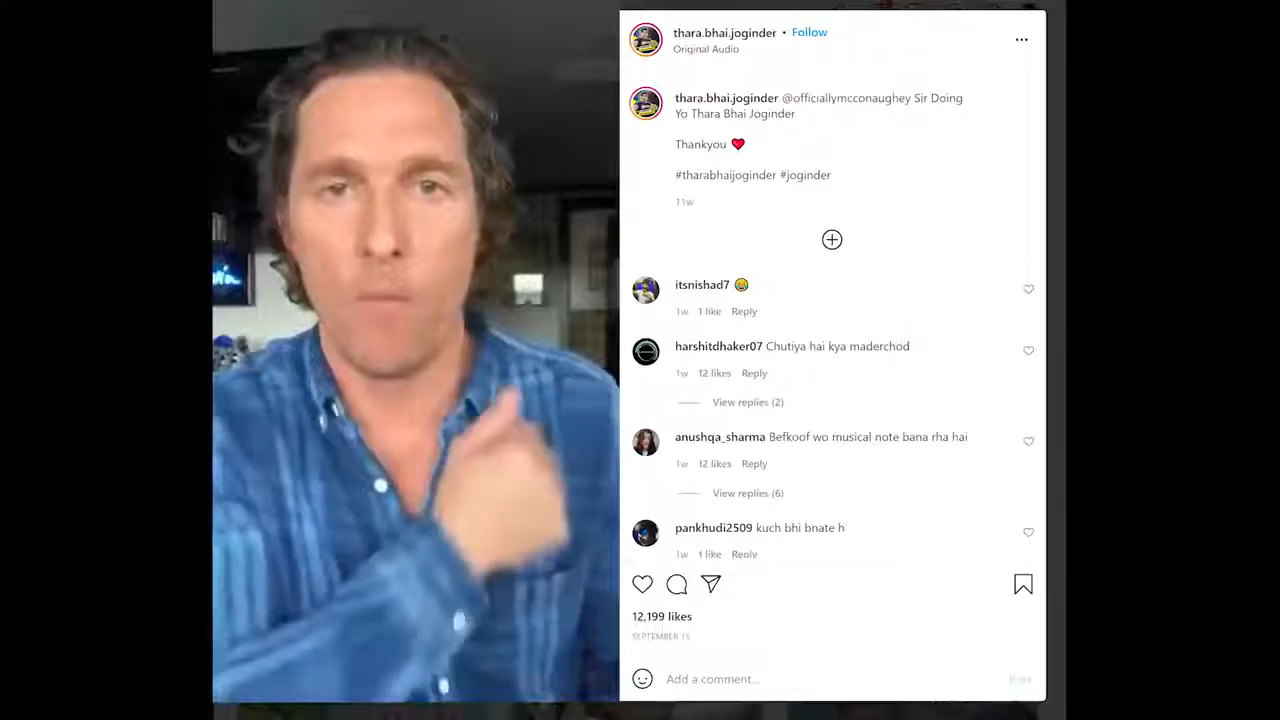 thara.bhai.joginder • Follow
Original Audio
thara.bhai.joginder @officiallymcconaughey Sir Doing
Yo Thara Bhai Joginder
Thankyou ❤️
#tharabhaijoginder #joginder
11w
itsnishad7 😂
1w 1 like Reply
harshitdhaker07 Chutiya hai kya maderchod
1w 12 likes Reply
View replies (2)
anushqa_sharma Befkoof wo musical note bana rha hai
1w 12 likes Reply
View replies (6)
pankhudi2509 kuch bhi bnate h
1w 1 like Reply
12,199 likes
SEPTEMBER 15
Add a comment...